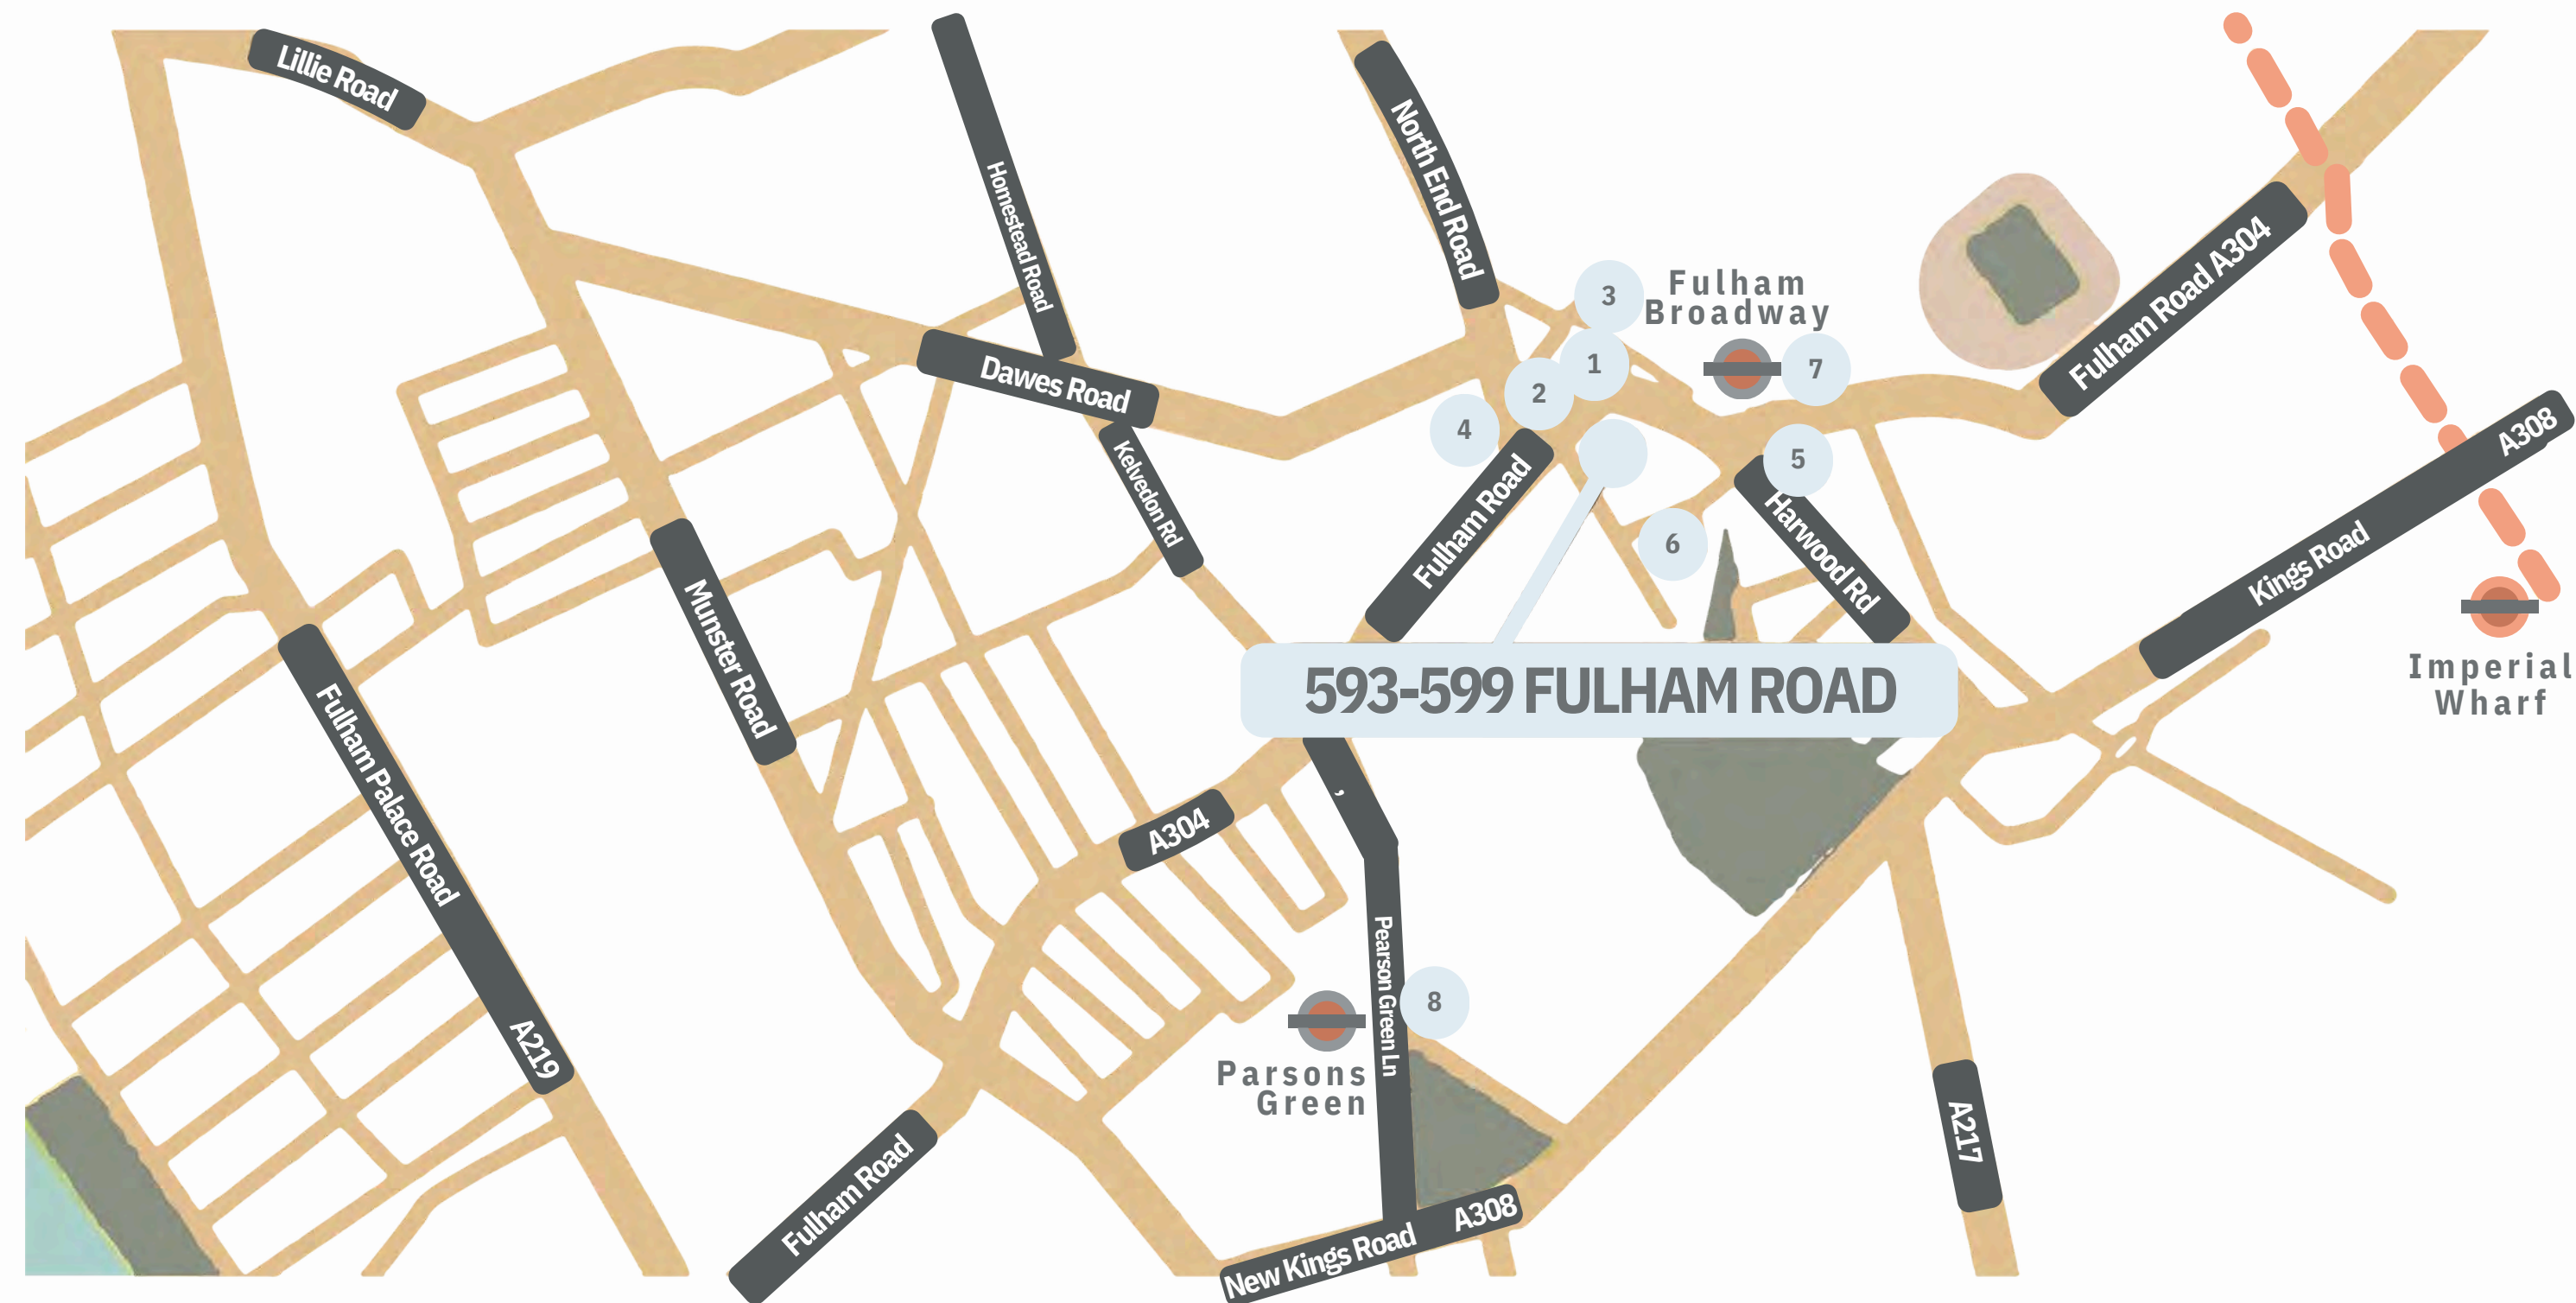 Lillie Road
Homestead Road
North End Road
Fulham
Broadway
3
1
2
4
7
5
6
Fulham Road A304
Dawes Road
Kelvedon Rd
Fulham Road
Harwood Rd
Kings Road
A308
Imperial
Wharf
Munster Road
Fulham Palace Road
A219
593-599 FULHAM ROAD
,
A304
Pearson Green Ln
8
Parsons
Green
Fulham Road
New Kings Road
A308
A217